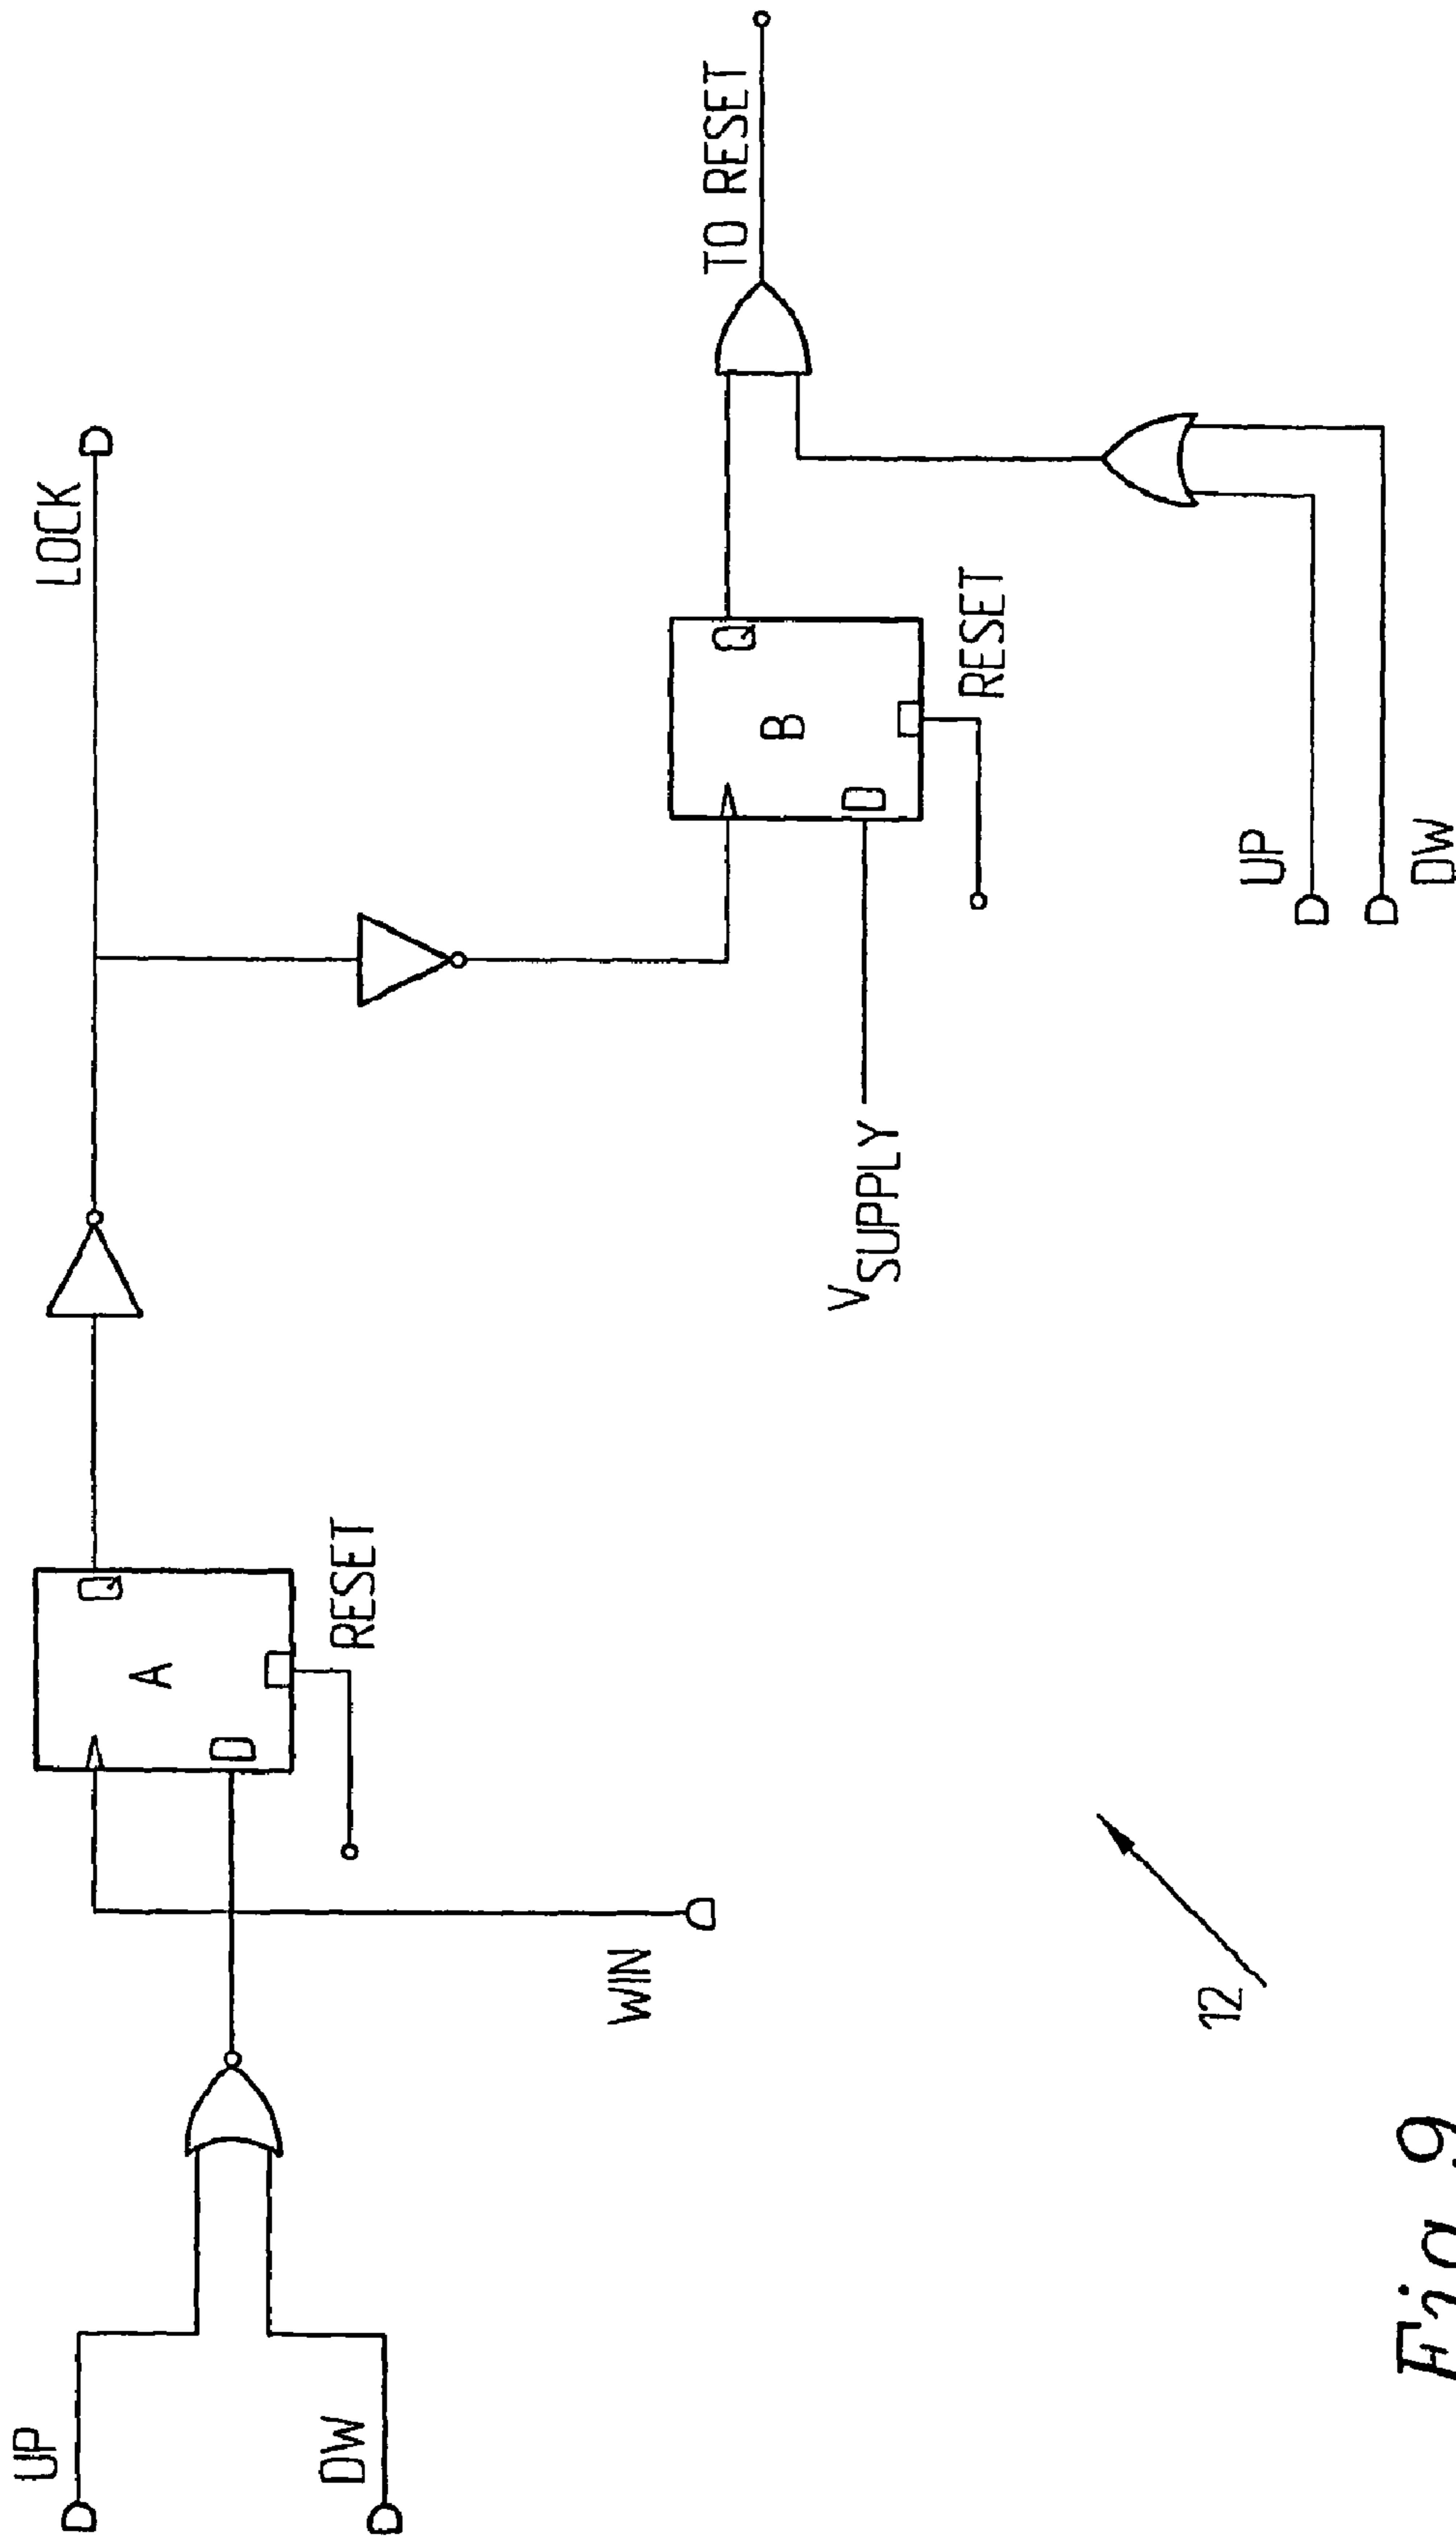 UP
DW
WIN
A
D
Q
RESET
LOCK
V SUPPLY
B
D
Q
RESET
UP
DW
TO RESET
12
Fig. 9